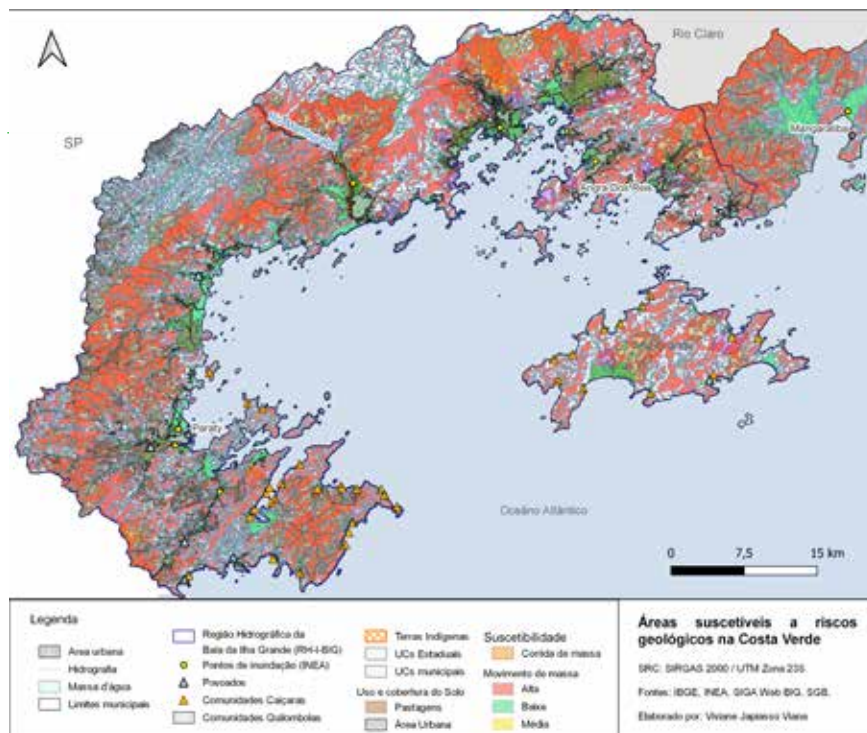 Rio Claro
SP
Mangaratiba
Angra Dos Reis
Paraty
Oceano Atlântico
0 7,5 15 km
Legenda
Área urbana
Hidrografia
Massa d'água
Limites municipais
Região Hidrográfica da
Baía da Ilha Grande (RH-I-BIG)
Pontos de inundação (INEA)
Povoados
Comunidades Caiçaras
Comunidades Quilombolas
Terras Indígenas
UCs Estaduais
UCs municipais
Uso e cobertura do Solo
Pastagens
Área Urbana
Suscetibilidade
Corrida de massa
Movimento de massa
Alta
Baixa
Média
Áreas suscetíveis a riscos
geológicos na Costa Verde
SRC: SIRGAS 2000 / UTM Zona 23S
Fontes: IBGE, INEA, SIGA Web BIG, SGB.
Elaborado por: Viviane Japiasso Viana